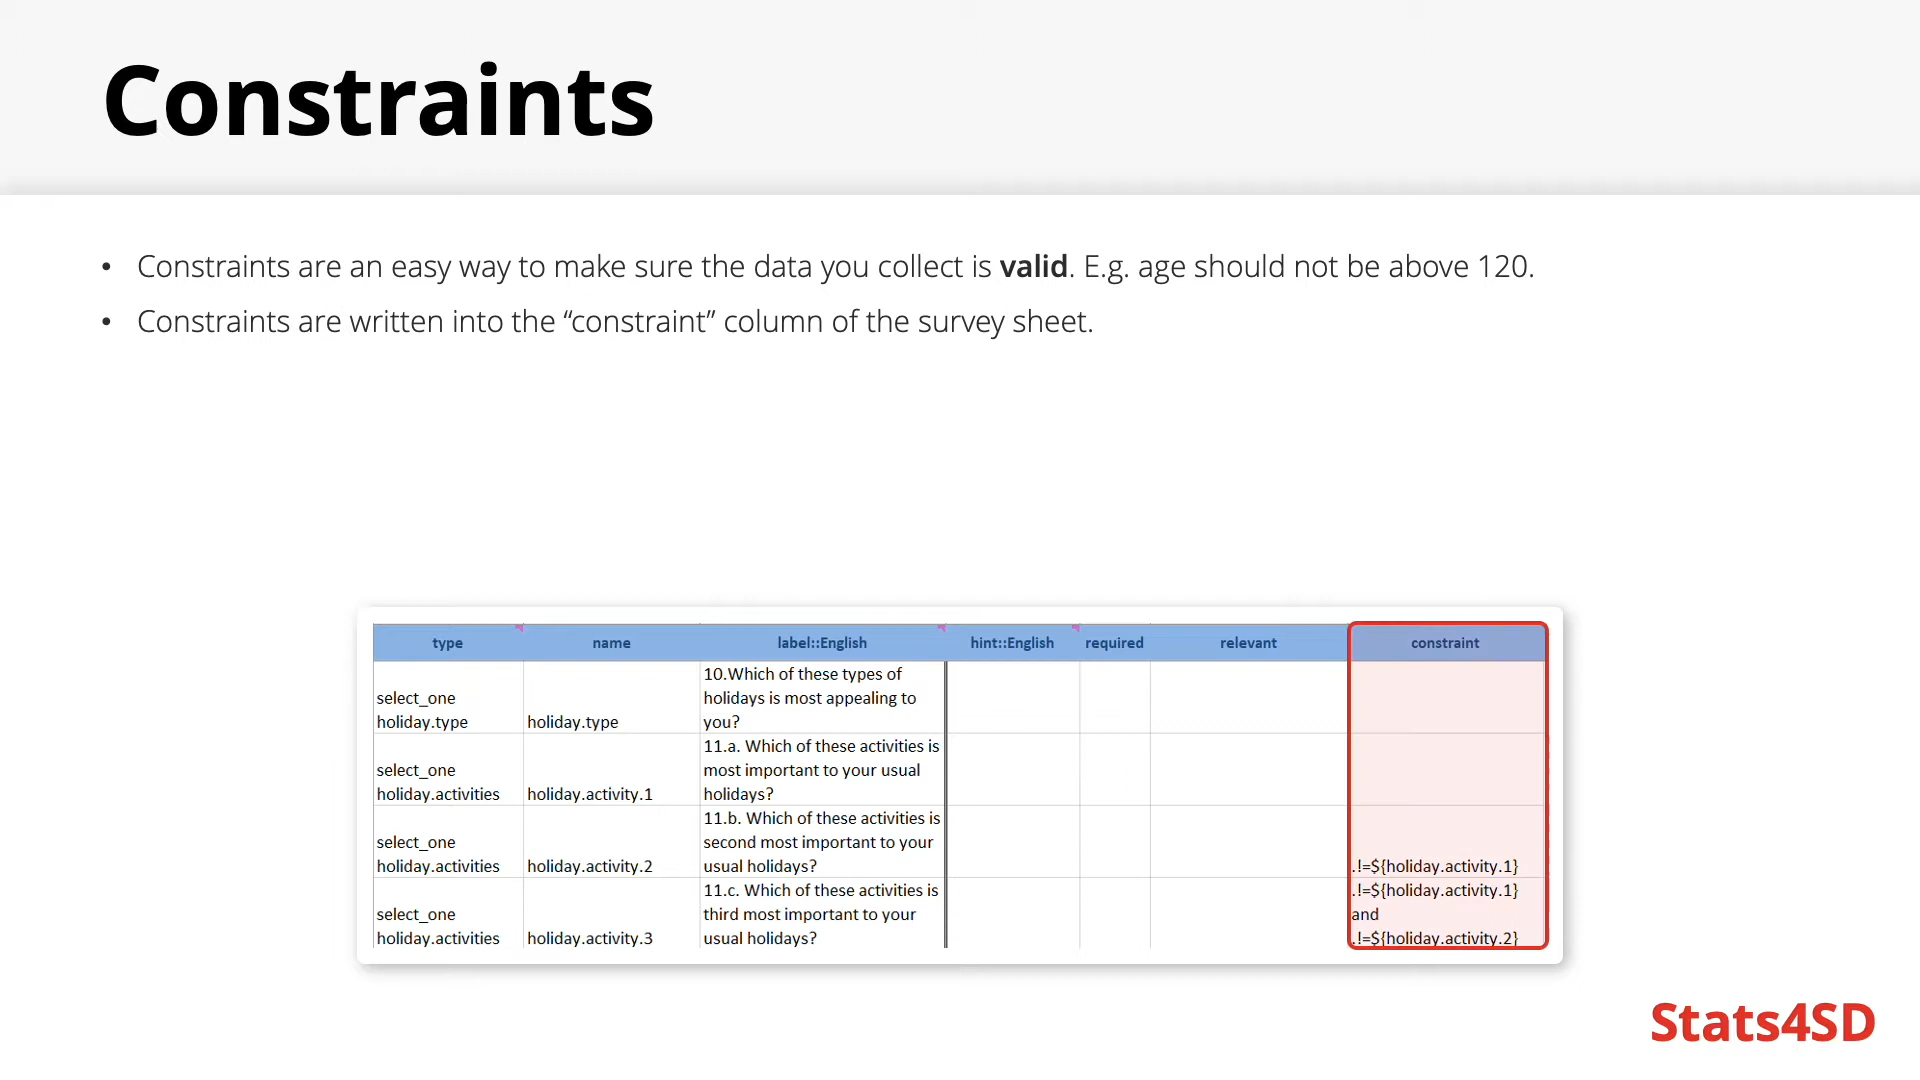 Constraints
• Constraints are an easy way to make sure the data you collect is valid. E.g. age should not be above 120.
• Constraints are written into the “constraint” column of the survey sheet.
type name label::English hint::English required relevant constraint
10.Which of these types of
select_one holidays is most appealing to
holiday.type holiday.type you?
11.a. Which of these activities is
select_one most important to your usual
holiday.activities holiday.activity.1 holidays?
11.b. Which of these activities is
select_one second most important to your
holiday.activities holiday.activity.2 usual holidays? .!=${holiday.activity.1}
11.c. Which of these activities is .!=${holiday.activity.1}
select_one third most important to your and
holiday.activities holiday.activity.3 usual holidays? .!=${holiday.activity.2}
Stats4SD